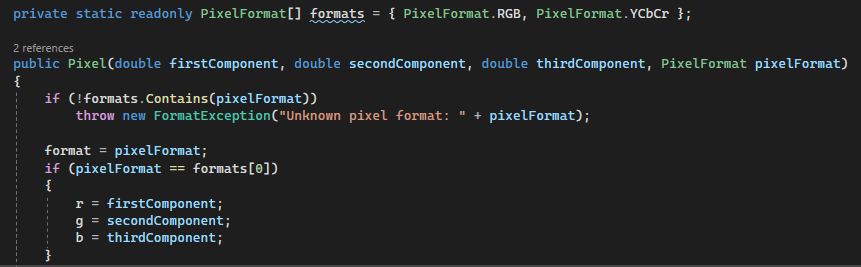 private static readonly PixelFormat[] formats = { PixelFormat.RGB, PixelFormat.YCbCr };
2 references
public Pixel(double firstComponent, double secondComponent, double thirdComponent, PixelFormat pixelFormat)
{
if (!formats.Contains(pixelFormat))
throw new FormatException("Unknown pixel format: " + pixelFormat);
format = pixelFormat;
if (pixelFormat == formats[0])
{
r = firstComponent;
g = secondComponent;
b = thirdComponent;
}